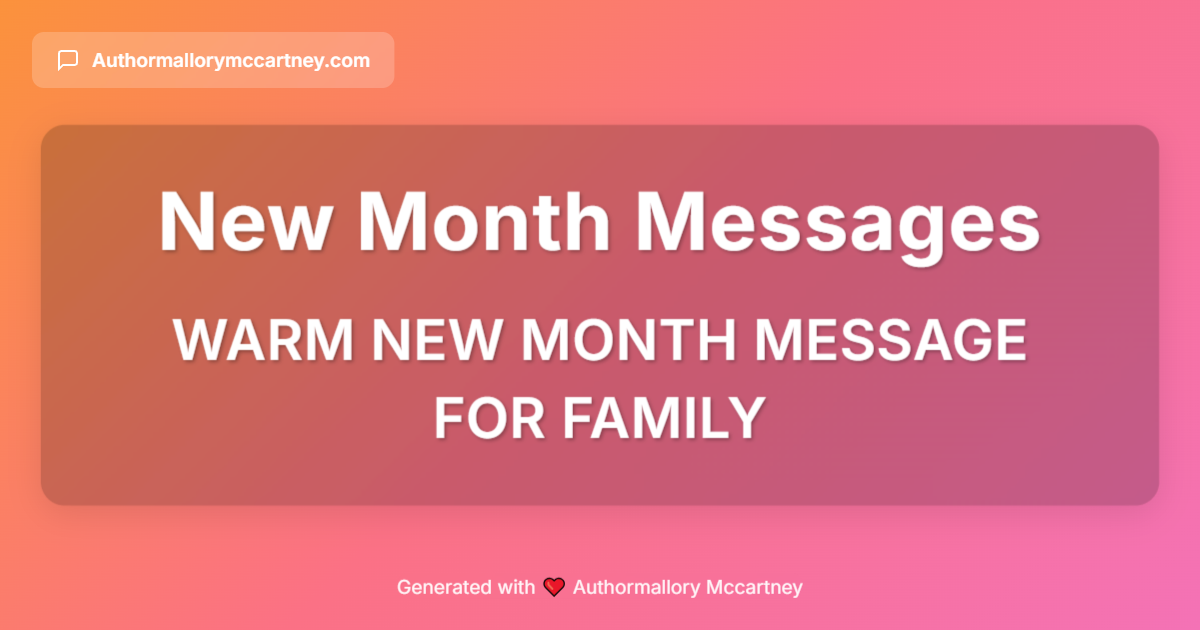 Authormallorymccartney.com
New Month Messages
WARM NEW MONTH MESSAGE
FOR FAMILY
Generated with ❤️ Authormallory Mccartney